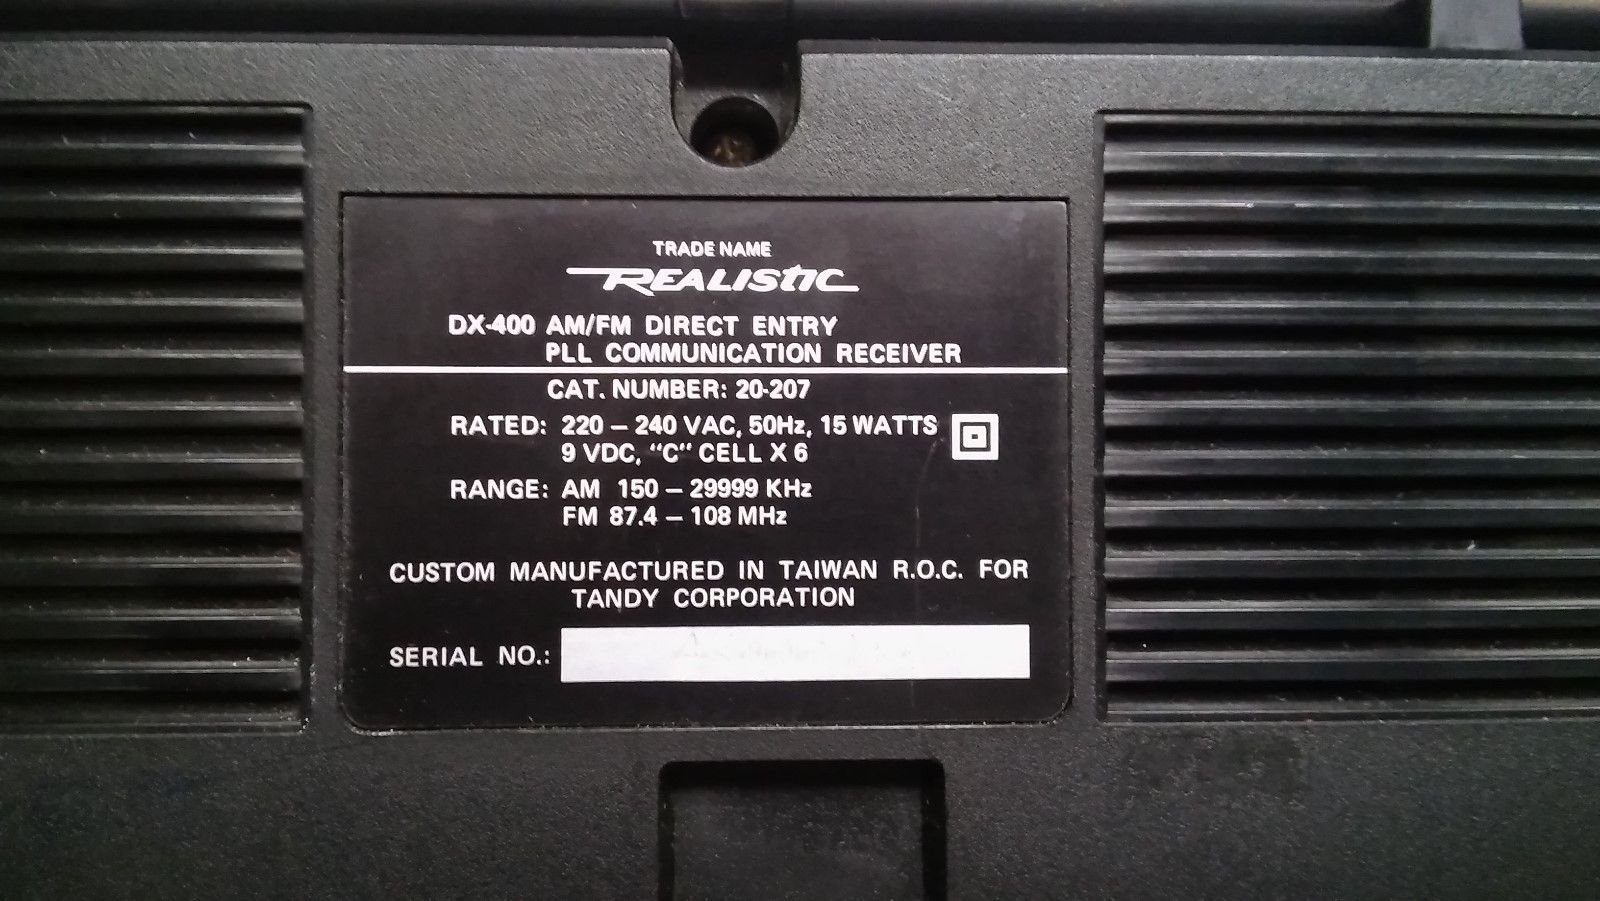 TRADE NAME
REALISTIC
DX-400 AM/FM DIRECT ENTRY
PLL COMMUNICATION RECEIVER
CAT. NUMBER: 20-207
RATED: 220 – 240 VAC, 50Hz, 15 WATTS
9 VDC, "C" CELL X 6
RANGE: AM 150 – 29999 KHz
FM 87.4 – 108 MHz
CUSTOM MANUFACTURED IN TAIWAN R.O.C. FOR
TANDY CORPORATION
SERIAL NO.: